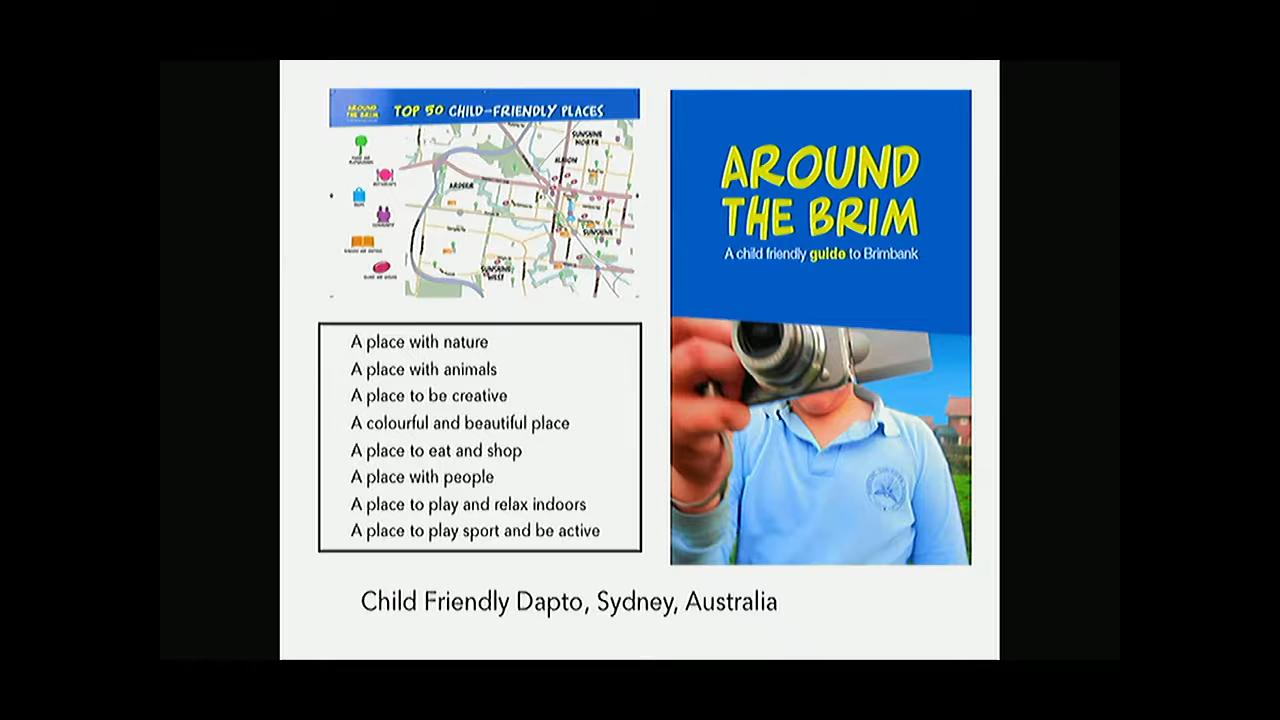 AROUND
THE BRIM
TOP 50 CHILD-FRIENDLY PLACES
SUNSHINE
NORTH
ALBION
ARDEER
SUNSHINE
SUNSHINE
WEST
A place with nature
A place with animals
A place to be creative
A colourful and beautiful place
A place to eat and shop
A place with people
A place to play and relax indoors
A place to play sport and be active
AROUND
THE BRIM
A child friendly guide to Brimbank
Child Friendly Dapto, Sydney, Australia